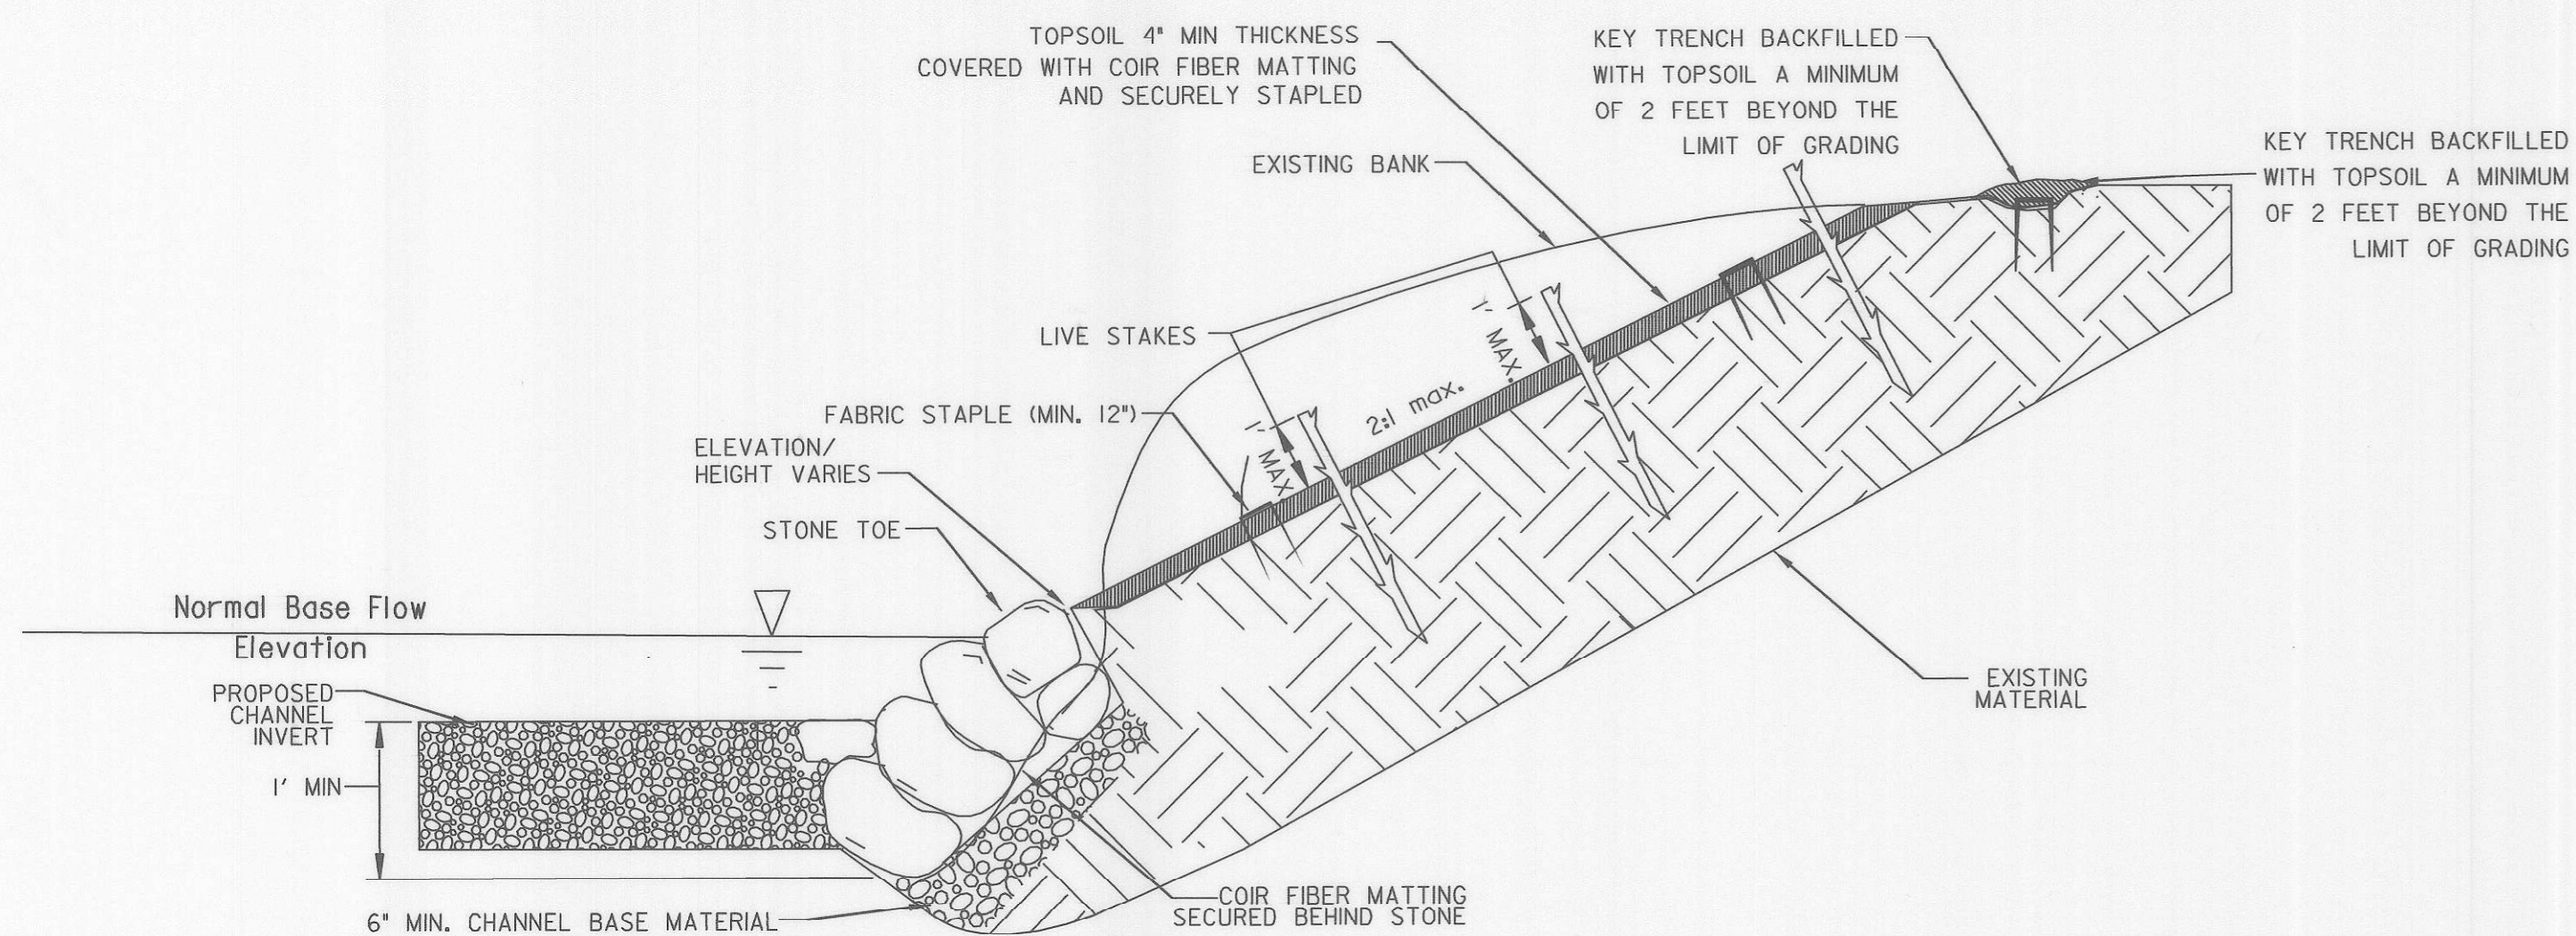 TOPSOIL 4" MIN THICKNESS
COVERED WITH COIR FIBER MATTING
AND SECURELY STAPLED
KEY TRENCH BACKFILLED
WITH TOPSOIL A MINIMUM
OF 2 FEET BEYOND THE
LIMIT OF GRADING
KEY TRENCH BACKFILLED
WITH TOPSOIL A MINIMUM
OF 2 FEET BEYOND THE
LIMIT OF GRADING
EXISTING BANK
LIVE STAKES
1' MAX.
2:1 max.
1' MAX.
FABRIC STAPLE (MIN. 12")
ELEVATION/
HEIGHT VARIES
STONE TOE
Normal Base Flow
Elevation
PROPOSED
CHANNEL
INVERT
1' MIN
6" MIN. CHANNEL BASE MATERIAL
COIR FIBER MATTING
SECURED BEHIND STONE
EXISTING
MATERIAL